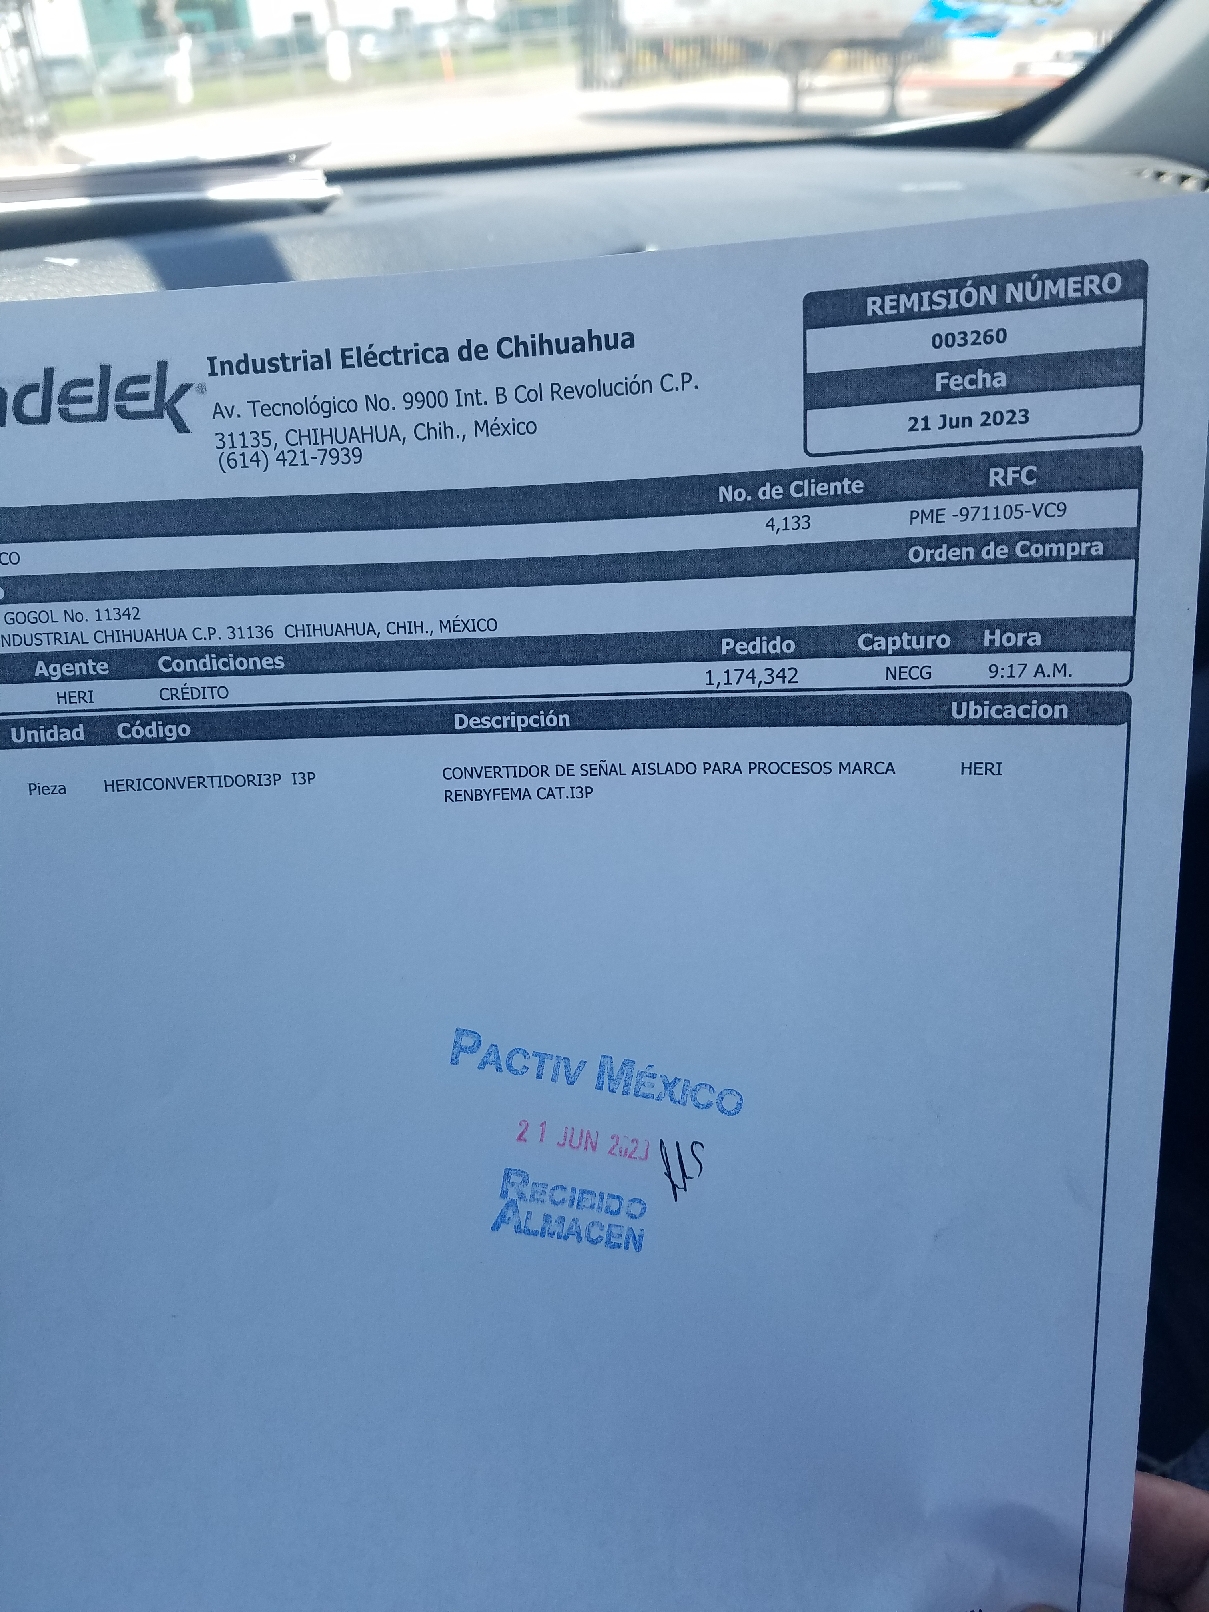 REMISIÓN NÚMERO
003260
Fecha
21 Jun 2023
ndelek®
Industrial Eléctrica de Chihuahua
Av. Tecnológico No. 9900 Int. B Col Revolución C.P.
31135, CHIHUAHUA, Chih., México
(614) 421-7939
No. de Cliente RFC
CO 4,133 PME -971105-VC9
Orden de Compra
GOGOL No. 11342
NDUSTRIAL CHIHUAHUA C.P. 31136 CHIHUAHUA, CHIH., MÉXICO
Agente Condiciones Pedido Capturo Hora
HERI CRÉDITO 1,174,342 NECG 9:17 A.M.
Unidad Código Descripción Ubicacion
Pieza HERICONVERTIDORI3P I3P CONVERTIDOR DE SEÑAL AISLADO PARA PROCESOS MARCA HERI
RENBYFEMA CAT.I3P
PACTIV MÉXICO
21 JUN 2023
RECIBIDO
ALMACEN